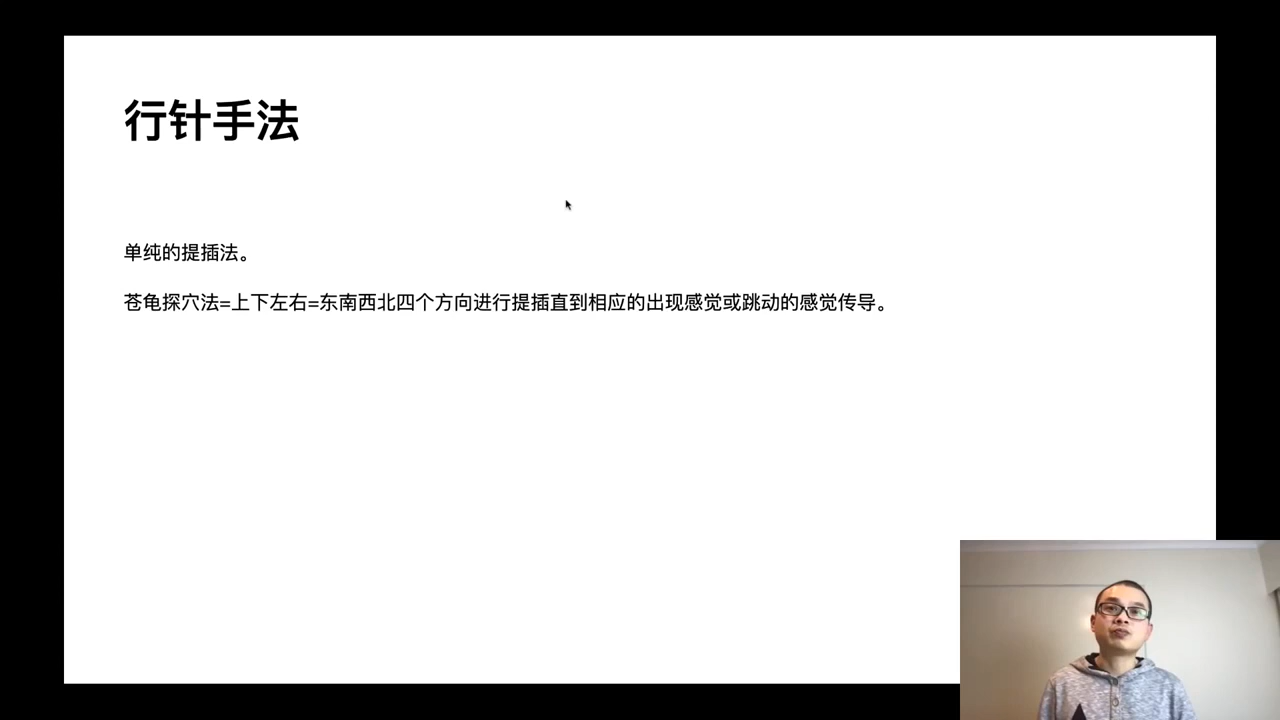 行针手法
单纯的提插法。
苍龟探穴法=上下左右=东南西北四个方向进行提插直到相应的出现感觉或跳动的感觉传导。